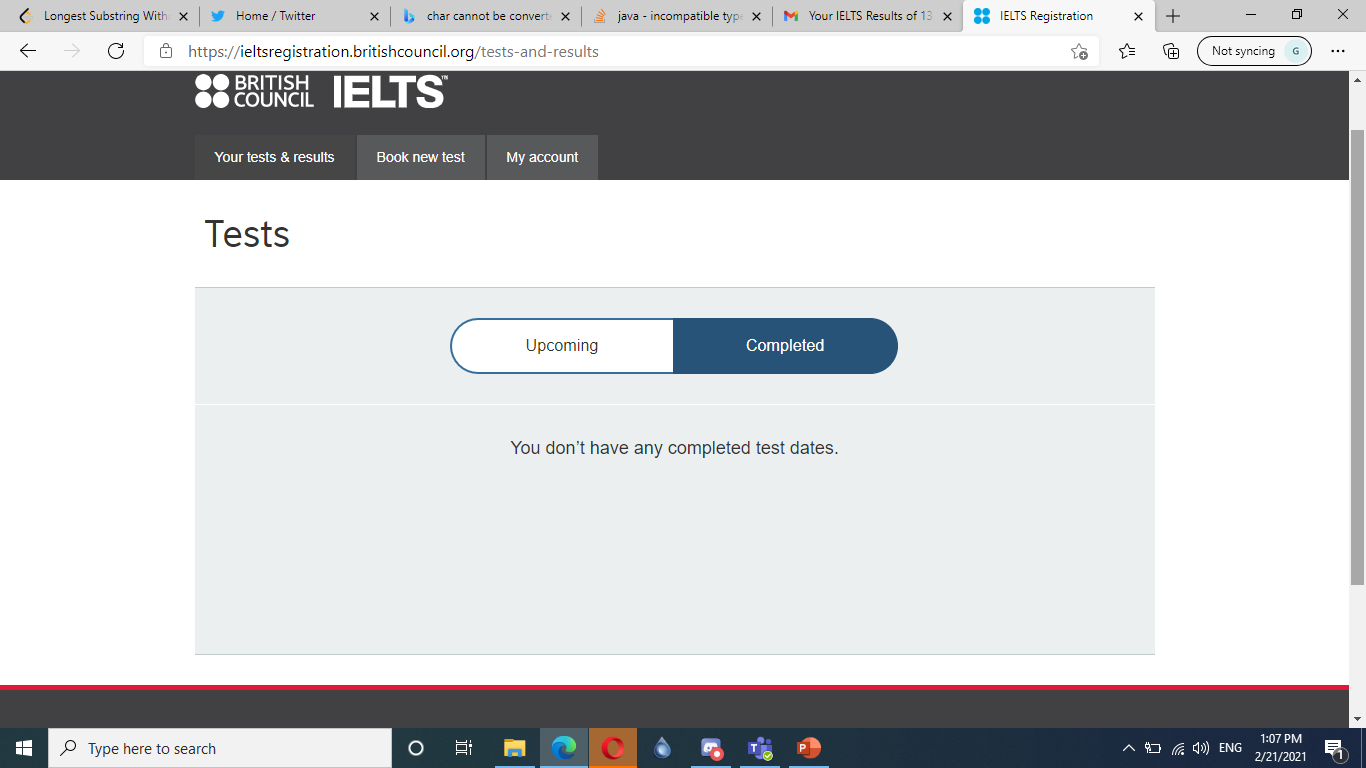 Longest Substring With
Home / Twitter
char cannot be converte
java - incompatible type
Your IELTS Results of 13
IELTS Registration
https://ieltsregistration.britishcouncil.org/tests-and-results
Not syncing
G
BRITISH
COUNCIL
IELTS™
Your tests & results
Book new test
My account
Tests
Upcoming
Completed
You don’t have any completed test dates.
Type here to search
ENG
1:07 PM
2/21/2021
1